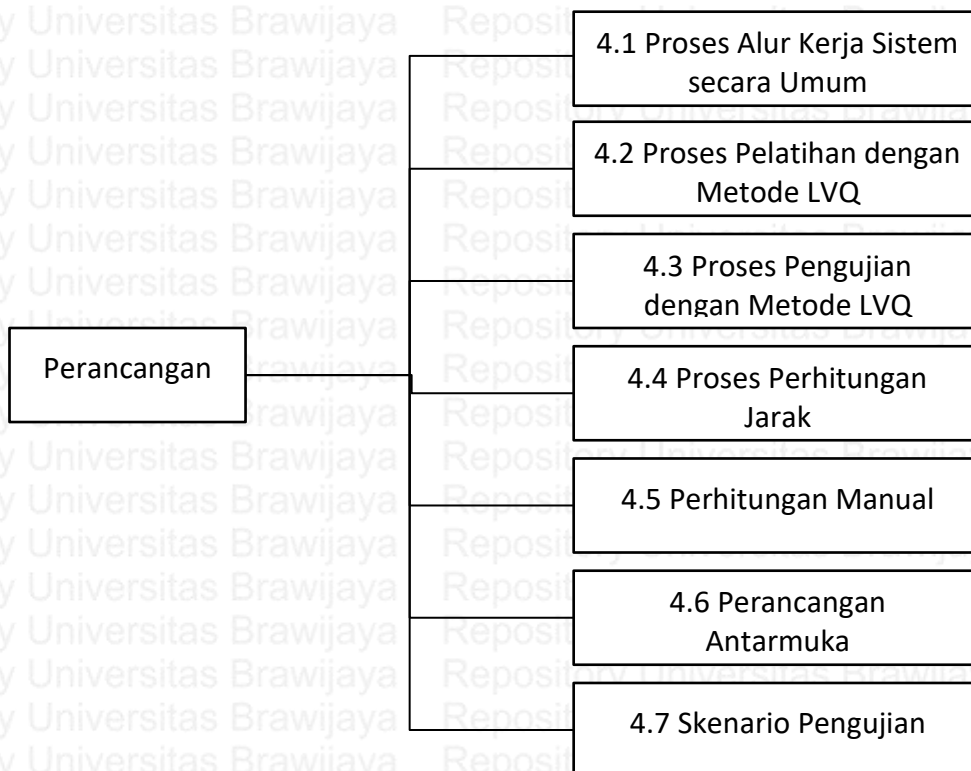 4.1 Proses Alur Kerja Sistem
secara Umum
4.2 Proses Pelatihan dengan
Metode LVQ
4.3 Proses Pengujian
dengan Metode LVQ
Perancangan
4.4 Proses Perhitungan
Jarak
4.5 Perhitungan Manual
4.6 Perancangan
Antarmuka
4.7 Skenario Pengujian